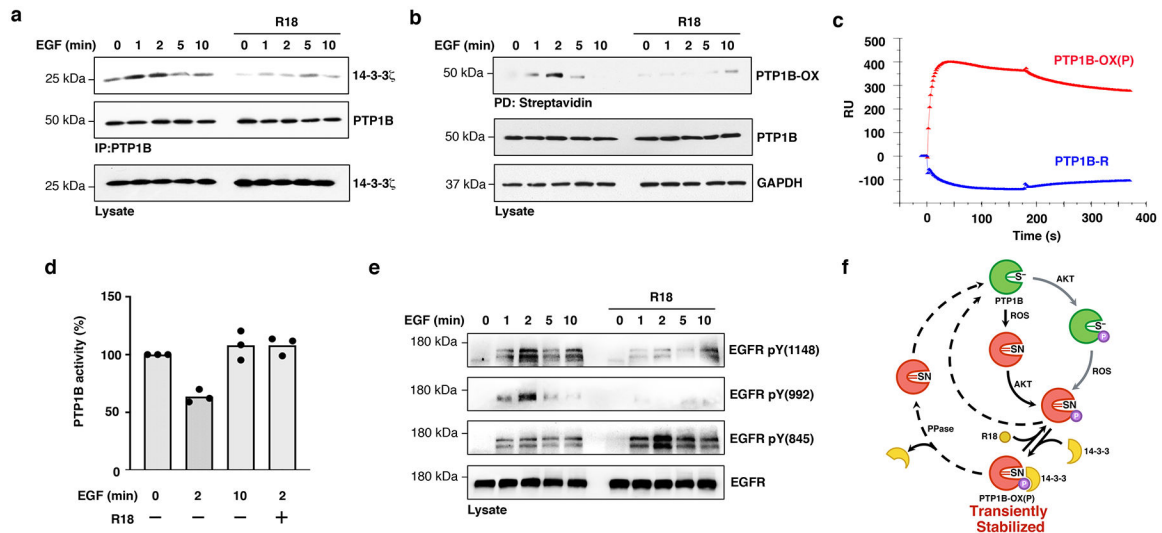 a
R18
EGF (min) 0 1 2 5 10 0 1 2 5 10
25 kDa 14-3-3ζ
50 kDa PTP1B
IP:PTP1B
25 kDa 14-3-3ζ
Lysate
b
R18
EGF (min) 0 1 2 5 10 0 1 2 5 10
50 kDa PTP1B-OX
PD: Streptavidin
50 kDa PTP1B
37 kDa GAPDH
Lysate
c
500
400
300
200
100
0
-100
RU
PTP1B-OX(P)
PTP1B-R
0 100 200 300 400
Time (s)
d
150
100
50
0
PTP1B activity (%)
EGF (min) 0 2 10 2
R18 − − − +
e
R18
EGF (min) 0 1 2 5 10 0 1 2 5 10
180 kDa EGFR pY(1148)
180 kDa EGFR pY(992)
180 kDa EGFR pY(845)
180 kDa EGFR
Lysate
f
S−
PTP1B
AKT
ROS
S−
P
SN
SN
AKT
ROS
SN
P
PPase
R18
14-3-3
SN
P
14-3-3
PTP1B-OX(P)
Transiently
Stabilized